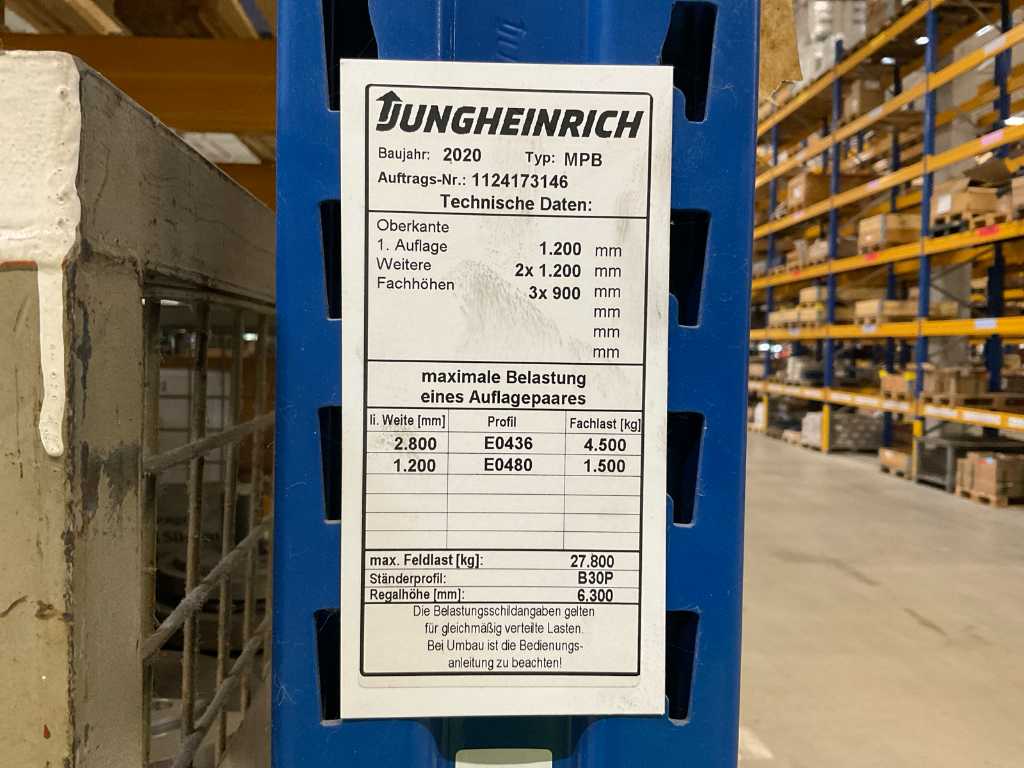 JUNGHEINRICH
Baujahr: 2020 Typ: MPB
Auftrags-Nr.: 1124173146
Technische Daten:
Oberkante
1. Auflage 1.200 mm
Weitere 2x 1.200 mm
Fachhöhen 3x 900 mm
mm
mm
mm
maximale Belastung
eines Auflagepaares
li. Weite [mm] Profil Fachlast [kg]
2.800 E0436 4.500
1.200 E0480 1.500
max. Feldlast [kg]: 27.800
Ständerprofil: B30P
Regalhöhe [mm]: 6.300
Die Belastungsschildangaben gelten
für gleichmäßig verteilte Lasten.
Bei Umbau ist die Bedienungs-
anleitung zu beachten!